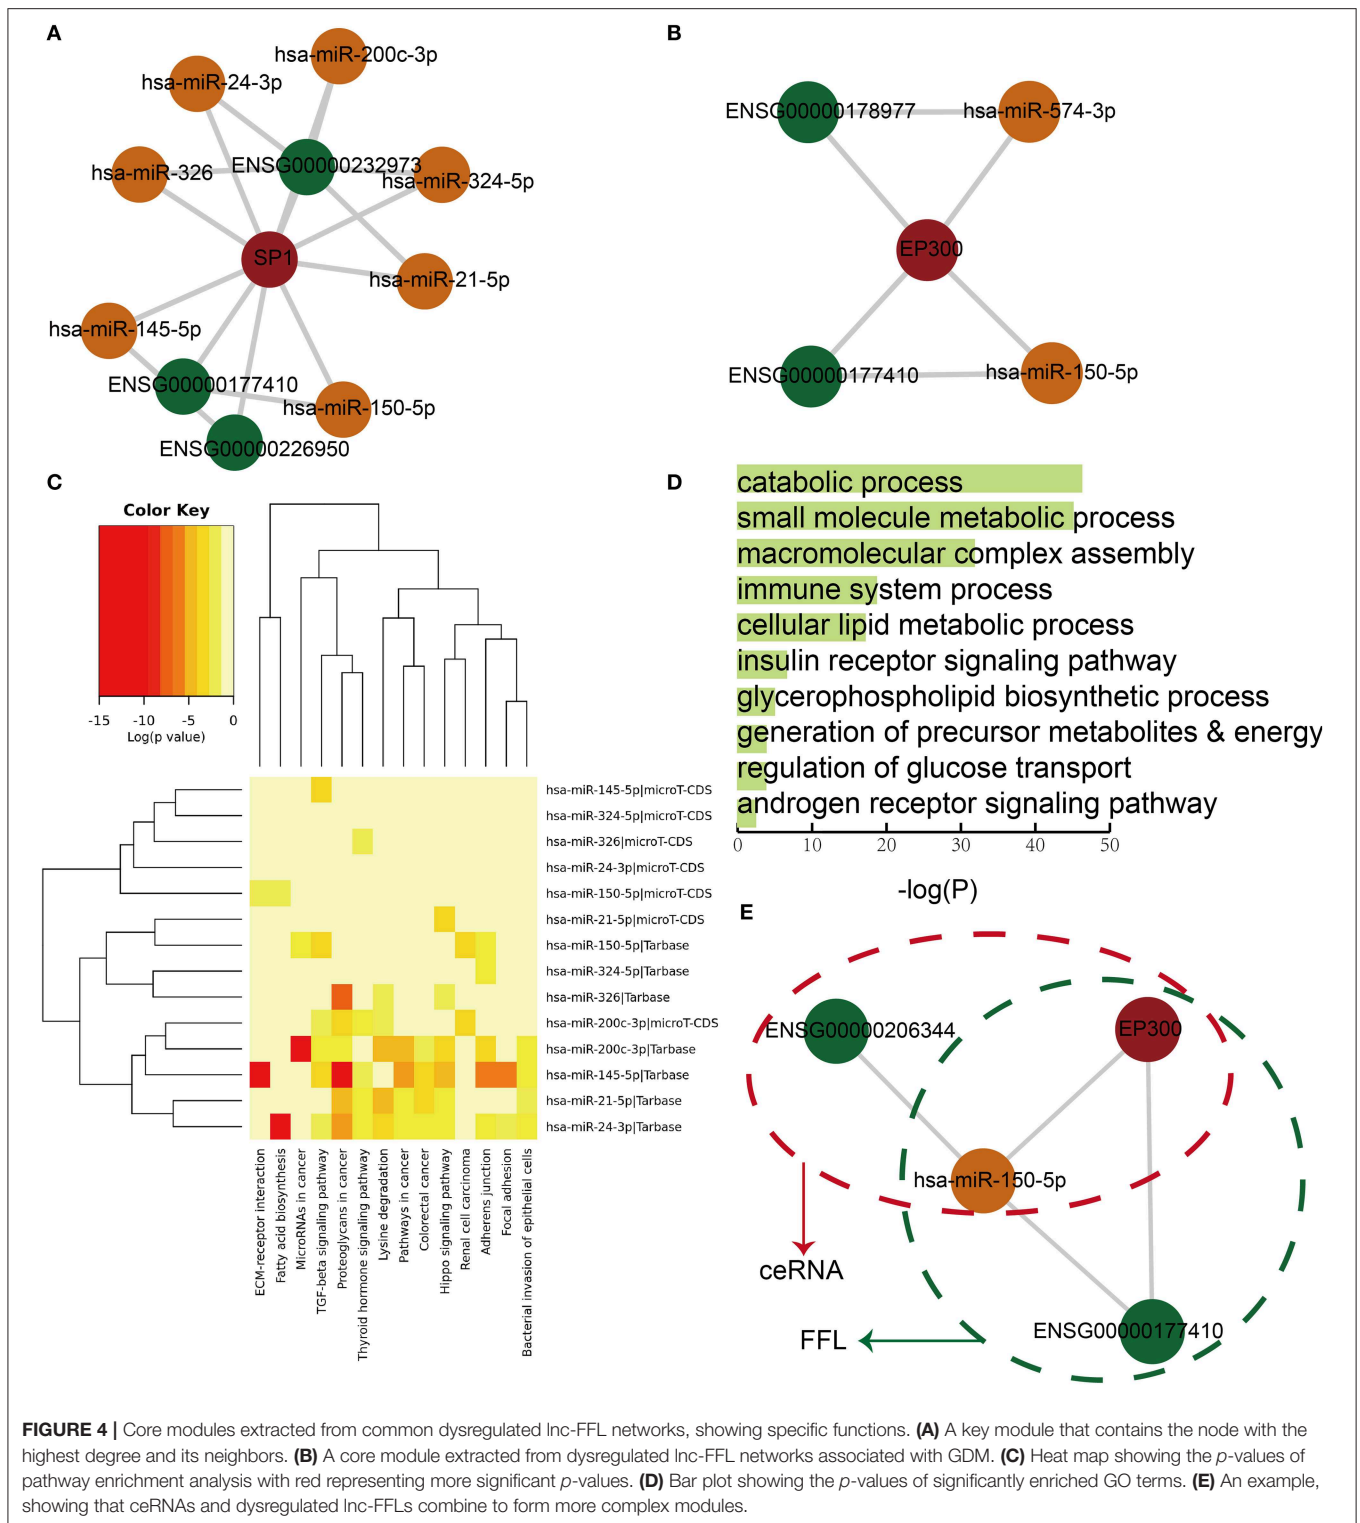 A
hsa-miR-200c-3p
hsa-miR-24-3p
ENSG00000232973
hsa-miR-326
hsa-miR-324-5p
SP1
hsa-miR-21-5p
hsa-miR-145-5p
ENSG00000177410
hsa-miR-150-5p
ENSG00000226950
B
ENSG00000178977
hsa-miR-574-3p
EP300
ENSG00000177410
hsa-miR-150-5p
C
Color Key
-15 -10 -5 0
Log(p value)
hsa-miR-145-5p|microT-CDS
hsa-miR-324-5p|microT-CDS
hsa-miR-326|microT-CDS
hsa-miR-24-3p|microT-CDS
hsa-miR-150-5p|microT-CDS
hsa-miR-21-5p|microT-CDS
hsa-miR-150-5p|Tarbase
hsa-miR-324-5p|Tarbase
hsa-miR-326|Tarbase
hsa-miR-200c-3p|microT-CDS
hsa-miR-200c-3p|Tarbase
hsa-miR-145-5p|Tarbase
hsa-miR-21-5p|Tarbase
hsa-miR-24-3p|Tarbase
ECM-receptor interaction
Fatty acid biosynthesis
MicroRNAs in cancer
TGF-beta signaling pathway
Proteoglycans in cancer
Thyroid hormone signaling pathway
Lysine degradation
Pathways in cancer
Colorectal cancer
Hippo signaling pathway
Renal cell carcinoma
Adherens junction
Focal adhesion
Bacterial invasion of epithelial cells
D
catabolic process
small molecule metabolic process
macromolecular complex assembly
immune system process
cellular lipid metabolic process
insulin receptor signaling pathway
glycerophospholipid biosynthetic process
generation of precursor metabolites & energy
regulation of glucose transport
androgen receptor signaling pathway
0 10 20 30 40 50
-log(P)
E
ENSG00000206344
EP300
hsa-miR-150-5p
ceRNA
FFL
ENSG00000177410
FIGURE 4 | Core modules extracted from common dysregulated lnc-FFL networks, showing specific functions. (A) A key module that contains the node with the
highest degree and its neighbors. (B) A core module extracted from dysregulated lnc-FFL networks associated with GDM. (C) Heat map showing the p-values of
pathway enrichment analysis with red representing more significant p-values. (D) Bar plot showing the p-values of significantly enriched GO terms. (E) An example,
showing that ceRNAs and dysregulated lnc-FFLs combine to form more complex modules.